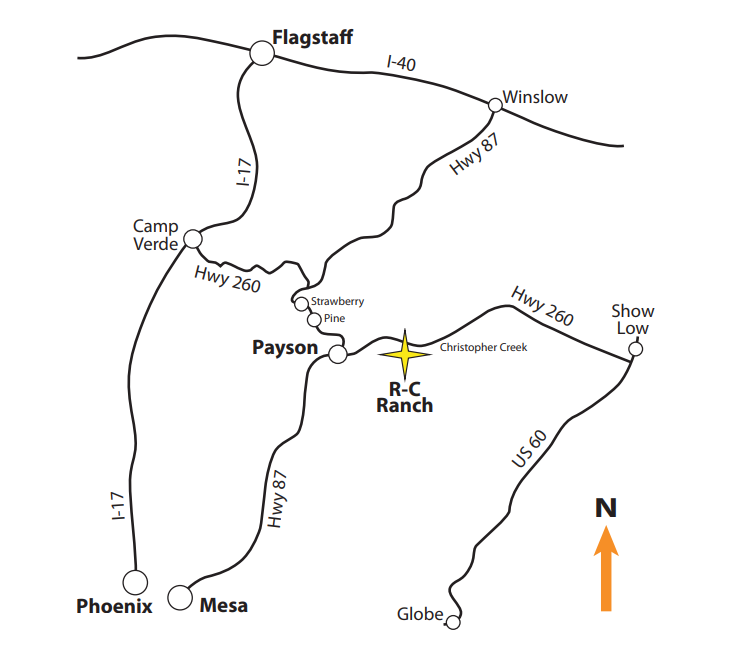 Flagstaff
I-40
Winslow
Hwy 87
I-17
Camp
Verde
Hwy 260
Strawberry
Pine
Hwy 260
Show
Low
Payson
Christopher Creek
R-C
Ranch
US 60
Hwy 87
I-17
N
Phoenix
Mesa
Globe